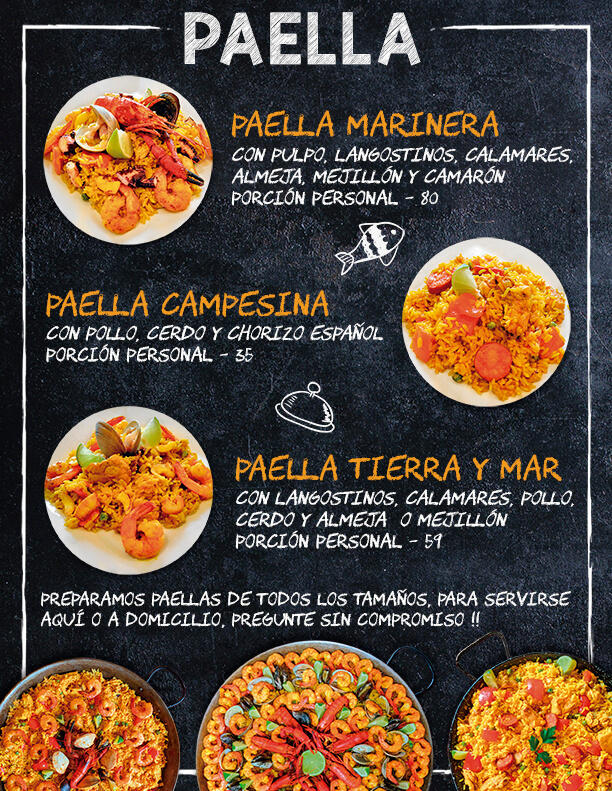 PAELLA
PAELLA MARINERA
CON PULPO, LANGOSTINOS, CALAMARES,
ALMEJA, MEJILLÓN Y CAMARÓN
PORCIÓN PERSONAL - 80
PAELLA CAMPESINA
CON POLLO, CERDO Y CHORIZO ESPAÑOL
PORCIÓN PERSONAL - 35
PAELLA TIERRA Y MAR
CON LANGOSTINOS, CALAMARES, POLLO,
CERDO Y ALMEJA O MEJILLÓN
PORCIÓN PERSONAL - 59
PREPARAMOS PAELLAS DE TODOS LOS TAMAÑOS, PARA SERVIRSE
AQUÍ O A DOMICILIO, PREGUNTE SIN COMPROMISO !!